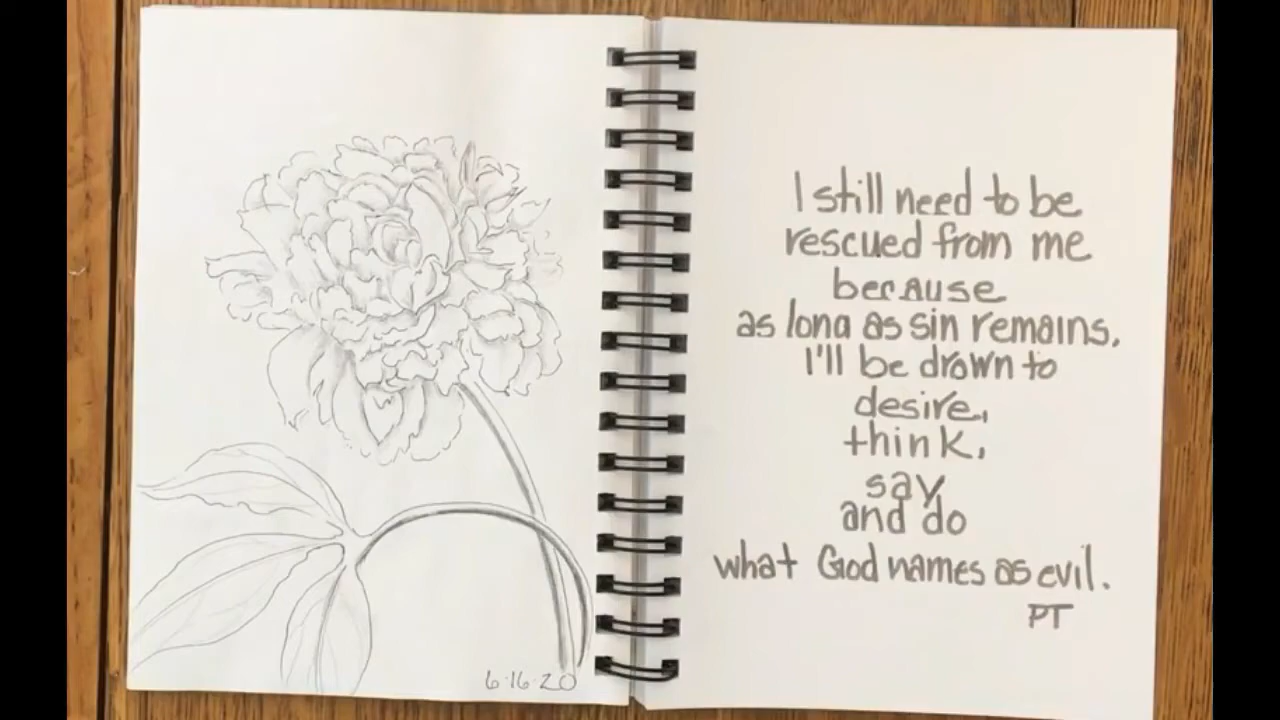 6·16·20
I still need to be
rescued from me
because
as long as sin remains,
I'll be drawn to
desire,
think,
say
and do
what God names as evil.
PT